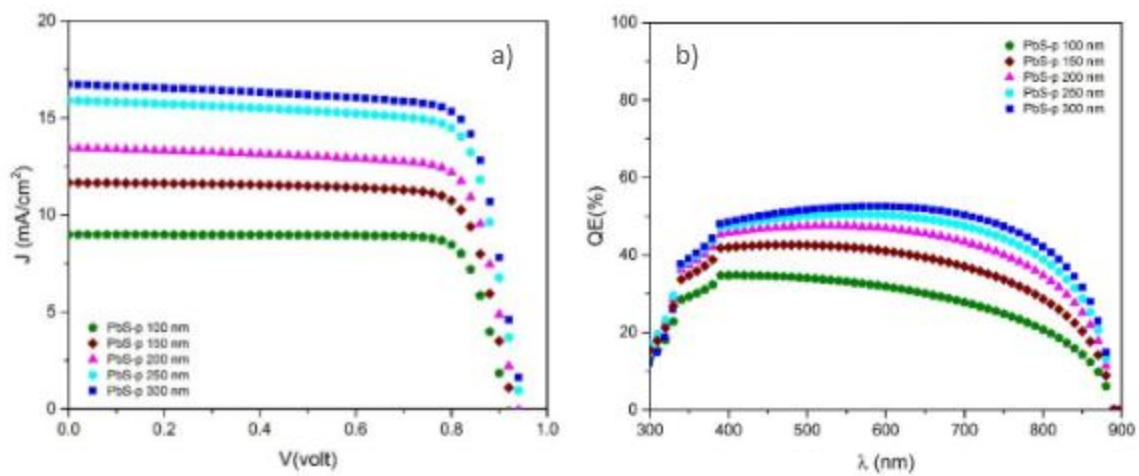 a)
20
15
10
5
0
J (mA/cm²)
PbS-p 100 nm
PbS-p 150 nm
PbS-p 200 nm
PbS-p 250 nm
PbS-p 300 nm
0.0 0.2 0.4 0.6 0.8 1.0
V(volt)
b)
100
80
60
40
20
0
QE(%)
PbS-p 100 nm
PbS-p 150 nm
PbS-p 200 nm
PbS-p 250 nm
PbS-p 300 nm
300 400 500 600 700 800 900
λ (nm)